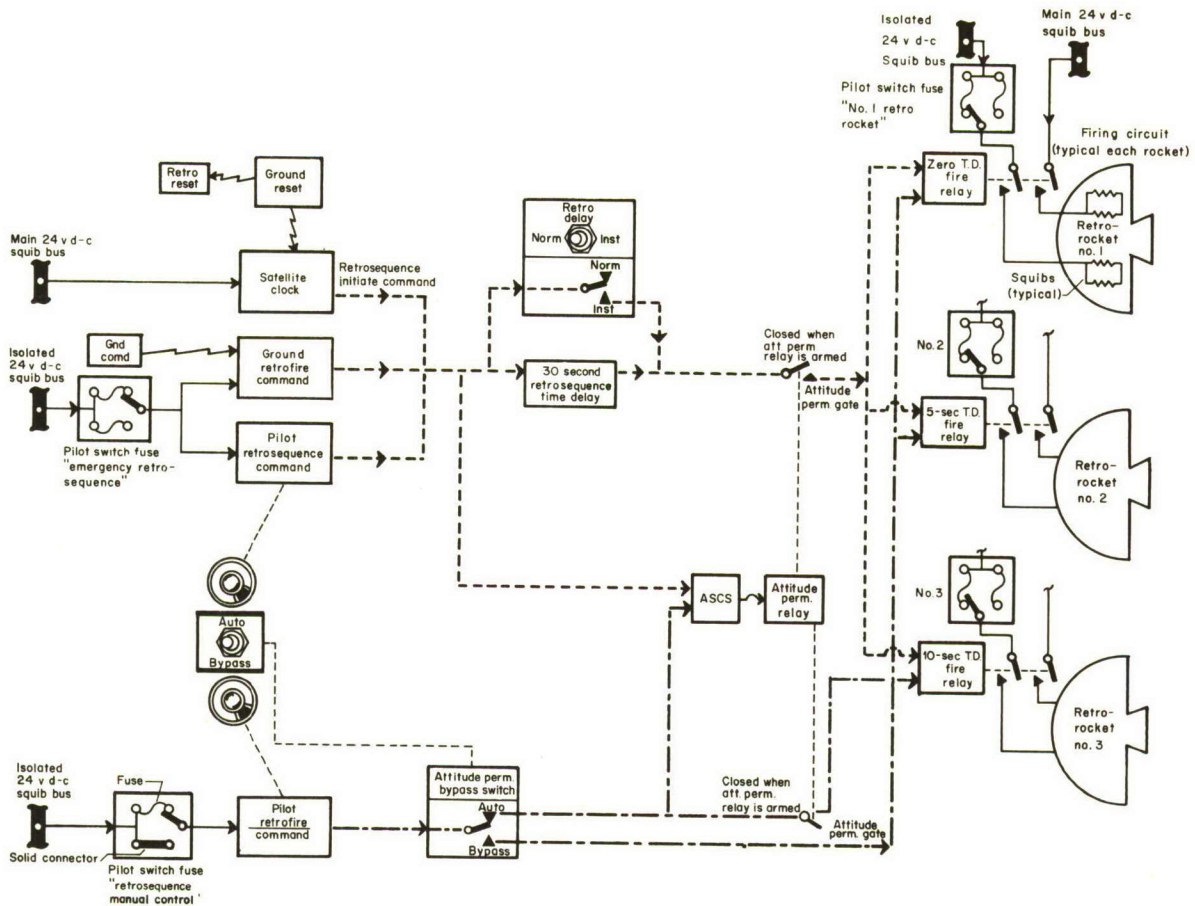 Isolated
24 v d-c
Squib bus
Main 24 v d-c
squib bus
Pilot switch fuse
"No. 1 retro
rocket"
Firing circuit
(typical each rocket)
Zero T.D.
fire
relay
Retro-
rocket
no. 1
Squibs
(typical)
Retro
reset
Ground
reset
Main 24 v d-c
squib bus
Satellite
clock
Retrosequence
initiate command
Retro
delay
Norm
Inst
Norm
Inst
Gnd
comd
Isolated
24 v d-c
squib bus
Ground
retrofire
command
30 second
retrosequence
time delay
Closed when
att perm
relay is armed
Attitude
perm gate
No. 2
5-sec T.D.
fire
relay
Retro-
rocket
no. 2
Pilot switch fuse
"emergency retro-
sequence"
Pilot
retrosequence
command
Auto
Bypass
ASCS
Attitude
perm.
relay
No. 3
10-sec T.D.
fire
relay
Retro-
rocket
no. 3
Isolated
24 v d-c
squib bus
Fuse
Solid connector
Pilot switch fuse
"retrosequence
manual control'
Pilot
retrofire
command
Attitude perm.
bypass switch
Auto
Bypass
Closed when
att. perm.
relay is armed
Attitude
perm. gate